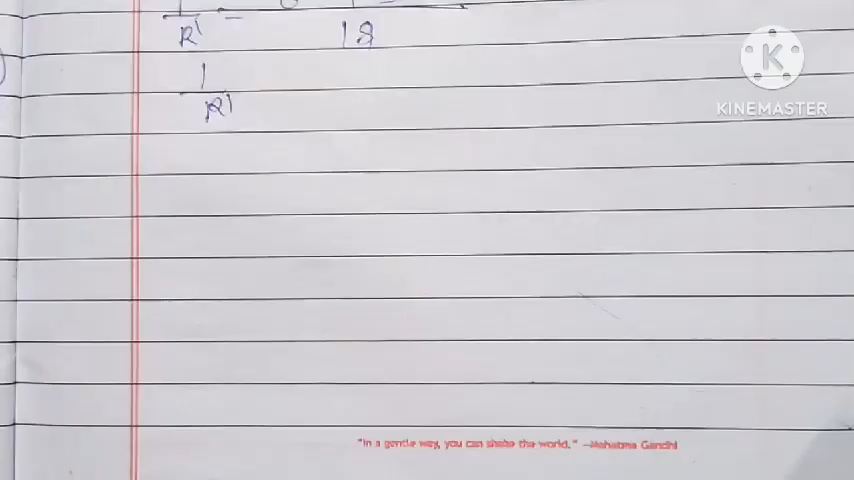 R' 18
1
R'
K
KINEMASTER
"In a gentle way, you can shake the world." –Mahatma Gandhi